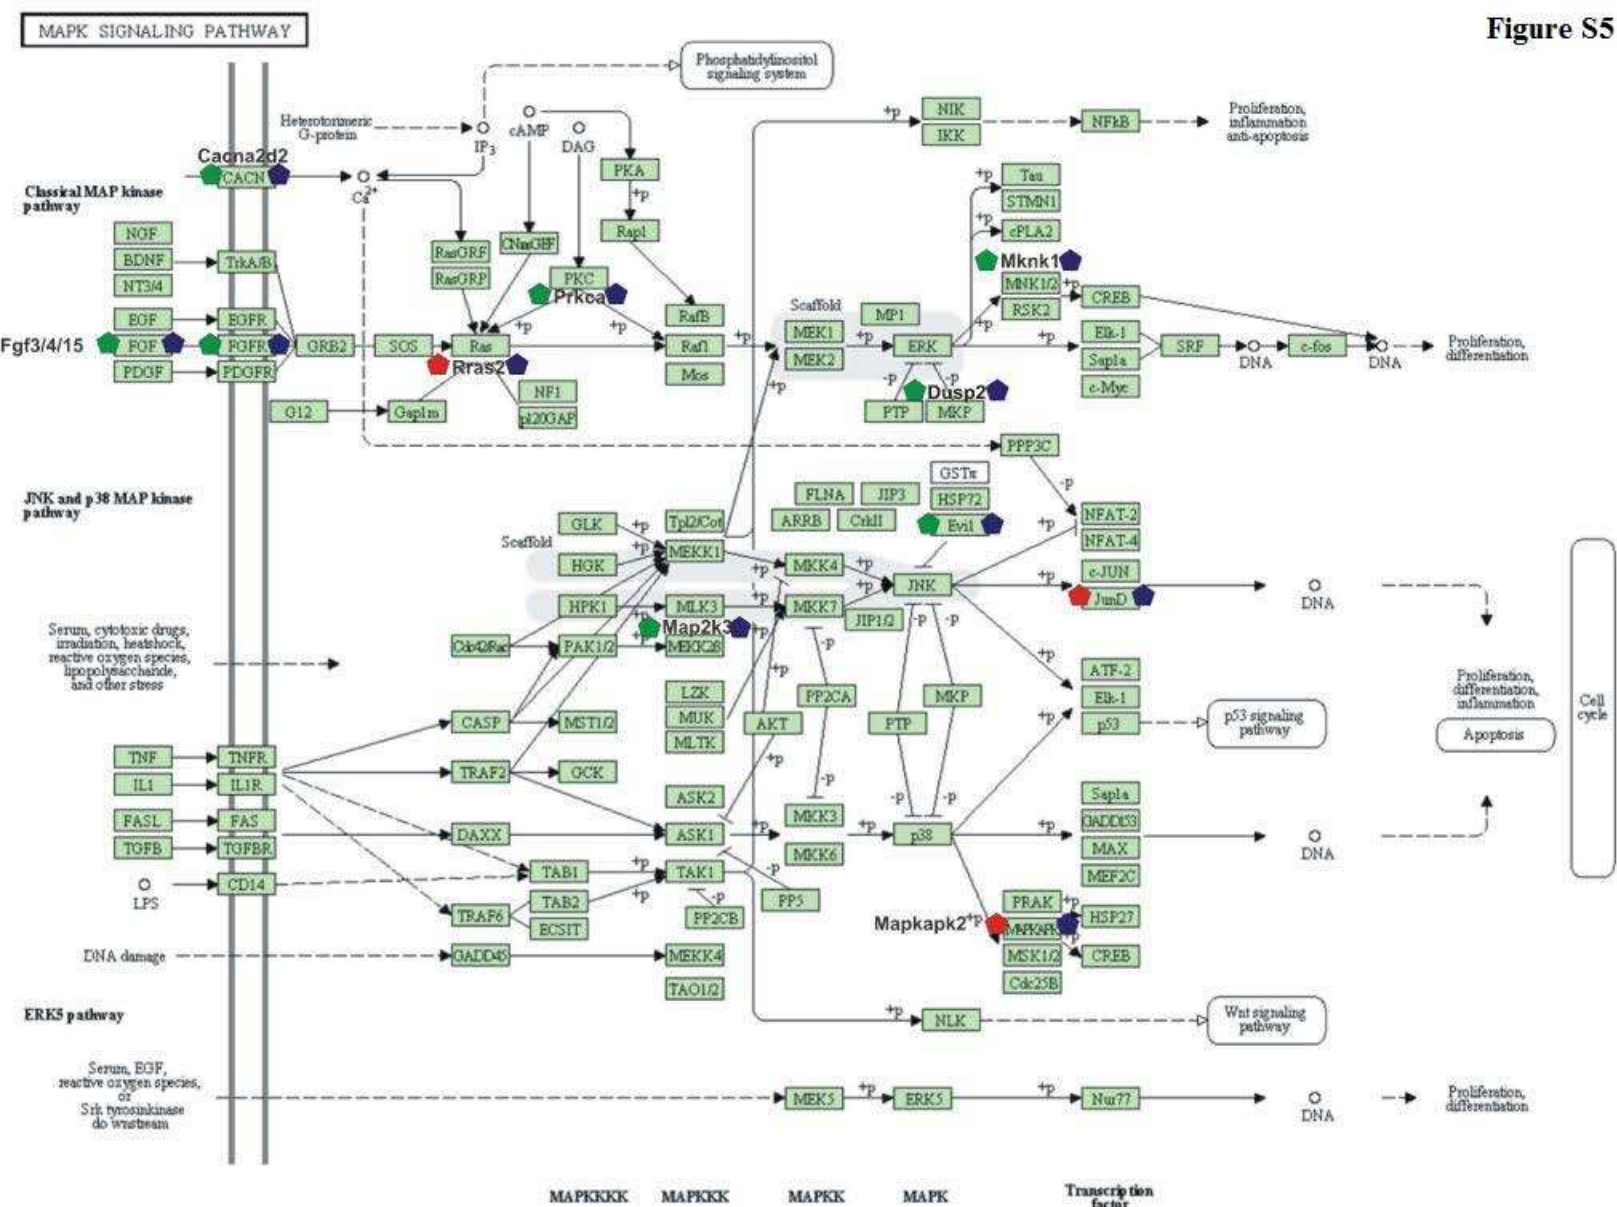 Figure S5
MAPK SIGNALING PATHWAY
Phosphatidylinositol
signaling system
Heterotorimeric
G-protein
IP3
cAMP
DAG
NIK
IKK
+p
NFkB
Proliferation,
inflammation
anti-apoptosis
Cacna2d2
CACN
Ca2+
PKA
+p
Rap1
Tau
STMN1
cPLA2
+p
+p
Classical MAP kinase
pathway
NGF
BDNF
NT3/4
TrkA/B
RasGRF
RasGRP
CNrasGEF
PKC
Prkca
Mknk1
MNK1/2
RSK2
+p
+p
CREB
EGF
EGFR
Fgf3/4/15
FGF
FGFR
PDGF
PDGFR
GRB2
SOS
Ras
Rras2
+p
+p
RafB
Raf1
Mos
+p
Scaffold
MEK1
MEK2
MP1
+p
ERK
+p
Elk-1
Sap1a
c-Myc
SRF
DNA
c-fos
DNA
Proliferation,
differentiation
G12
Gap1m
NF1
p120GAP
+p
-p
-p
Dusp2
PTP
MKP
PPP3C
-p
JNK and p38 MAP kinase
pathway
GLK
HGK
HPK1
Scaffold
+p
+p
+p
+p
Tpl2/Cot
MEKK1
MLK3
Map2k3
MEKK2/3
FLNA
JIP3
ARRB
CrkII
GSTπ
HSP72
Evi1
MKK4
MKK7
+p
+p
+p
+p
JNK
JIP1/2
+p
+p
NFAT-2
NFAT-4
c-JUN
JunD
DNA
Serum, cytotoxic drugs,
irradiation, heatshock,
reactive oxygen species,
lipopolysaccharide,
and other stress
Cdc42/Rac
PAK1/2
LZK
MUK
MLTK
AKT
+p
+p
-p
PP2CA
-p
-p
-p
PTP
MKP
-p
-p
+p
+p
ATF-2
Elk-1
p53
p53 signaling
pathway
Proliferation,
differentiation,
inflammation
Apoptosis
Cell
cycle
CASP
MST1/2
TNF
TNFR
IL1
IL1R
TRAF2
GCK
FASL
FAS
TGFB
TGFBR
DAXX
ASK2
ASK1
+p
MKK3
MKK6
+p
p38
+p
Sap1a
GADD153
MAX
MEF2C
DNA
LPS
CD14
TAB1
TAB2
ECSIT
TRAF6
+p
+p
TAK1
-p
-p
PP2CB
PP5
Mapkapk2
+p
PRAK
MAPKAPK
MSK1/2
Cdc25B
+p
+p
HSP27
CREB
DNA damage
GADD45
MEKK4
TAO1/2
ERK5 pathway
+p
NLK
Wnt signaling
pathway
Serum, EGF,
reactive oxygen species,
or
Srk tyrosinkinase
downstream
MEK5
+p
ERK5
+p
Nur77
DNA
Proliferation,
differentiation
MAPKKKK
MAPKKK
MAPKK
MAPK
Transcription
factor